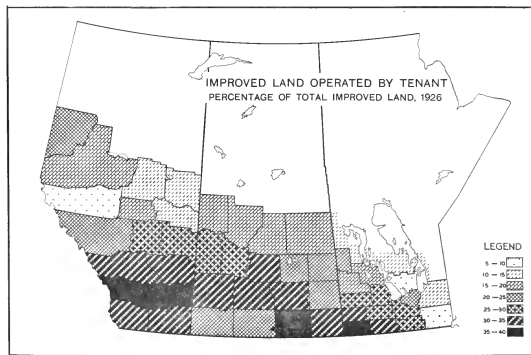 IMPROVED LAND OPERATED BY TENANT
PERCENTAGE OF TOTAL IMPROVED LAND, 1926
LEGEND
5 — 10
10 — 15
15 — 20
20 — 25
25 — 30
30 — 35
35 — 40